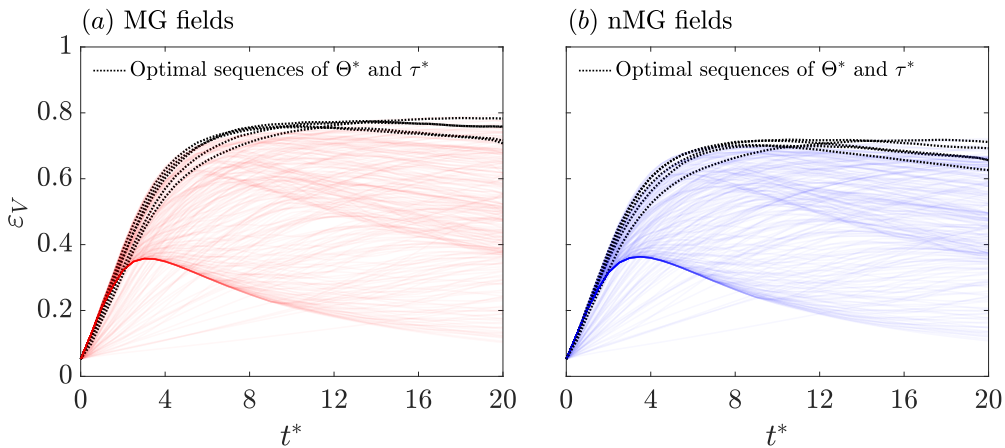 (a) MG fields
(b) nMG fields
Optimal sequences of Θ* and τ*
Optimal sequences of Θ* and τ*
1
0.8
0.6
0.4
0.2
0
εV
0 4 8 12 16 20
0 4 8 12 16 20
t*
t*